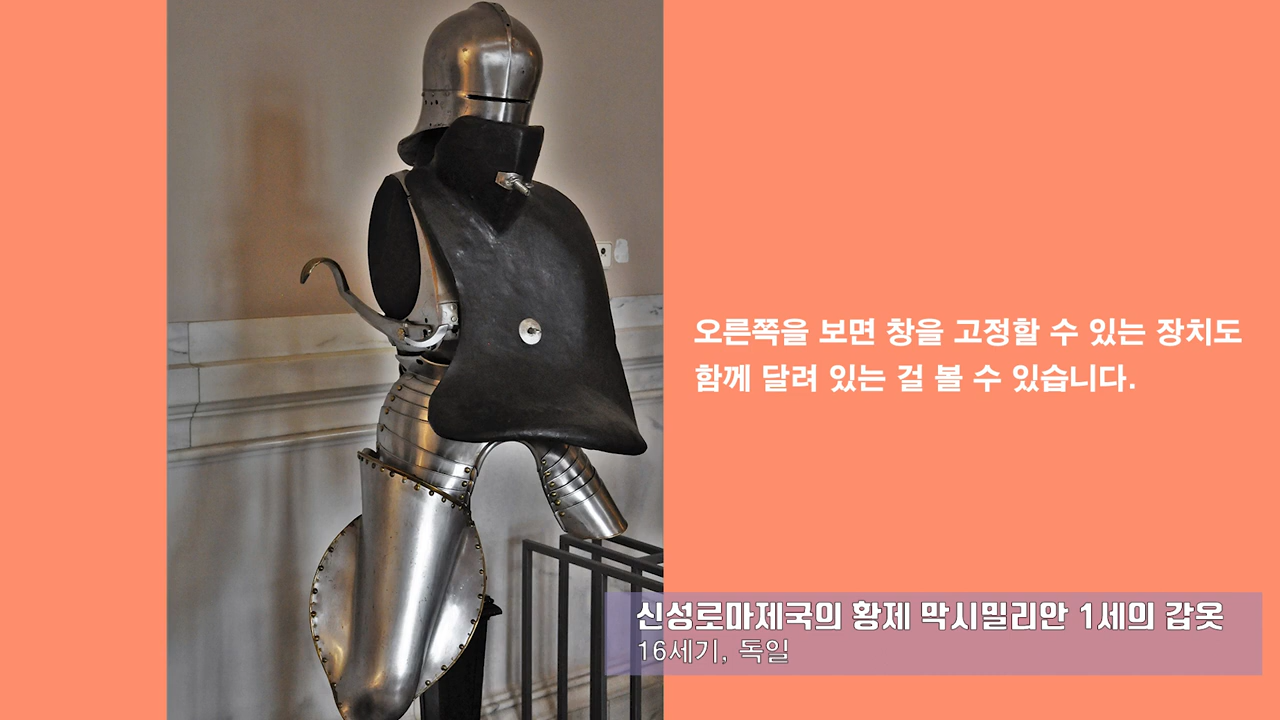 오른쪽을 보면 창을 고정할 수 있는 장치도
함께 달려 있는 걸 볼 수 있습니다.
신성로마제국의 황제 막시밀리안 1세의 갑옷
16세기, 독일